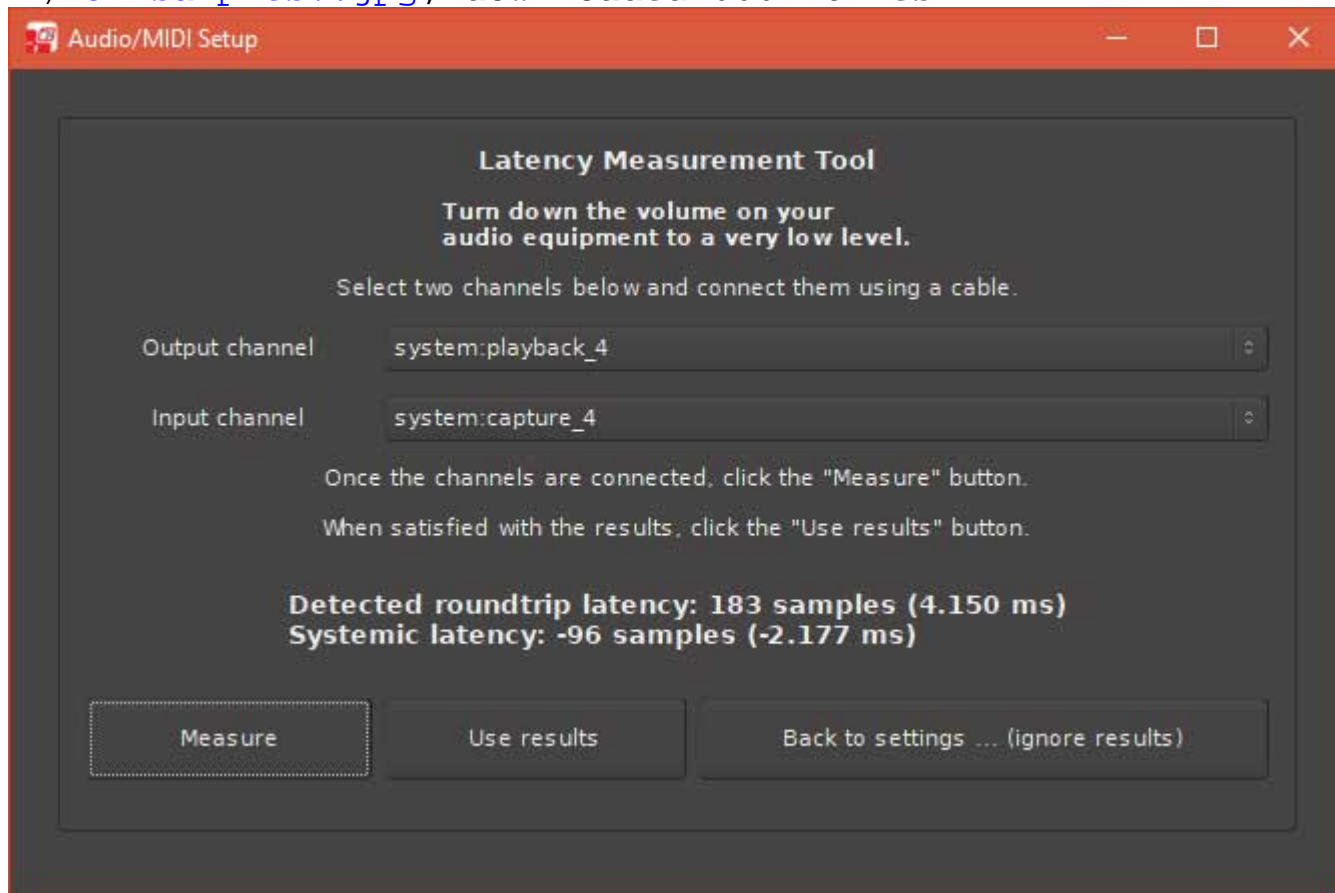 Audio/MIDI Setup
Latency Measurement Tool
Turn down the volume on your
audio equipment to a very low level.
Select two channels below and connect them using a cable.
Output channel system:playback_4
Input channel system:capture_4
Once the channels are connected, click the "Measure" button.
When satisfied with the results, click the "Use results" button.
Detected roundtrip latency: 183 samples (4.150 ms)
Systemic latency: -96 samples (-2.177 ms)
Measure Use results Back to settings ... (ignore results)